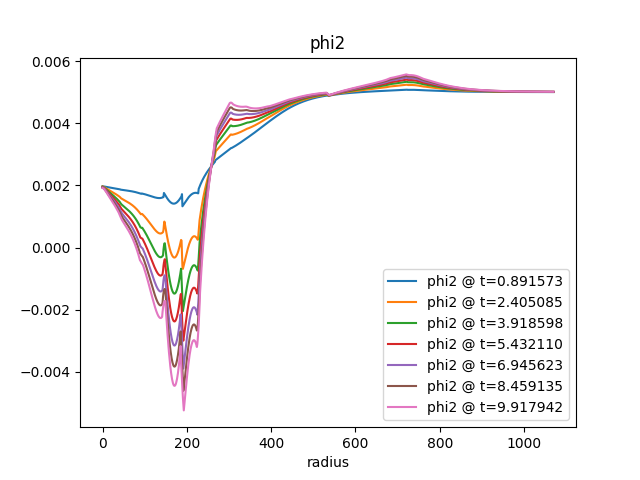 phi2
0.006
0.004
0.002
0.000
−0.002
−0.004
phi2 @ t=0.891573
phi2 @ t=2.405085
phi2 @ t=3.918598
phi2 @ t=5.432110
phi2 @ t=6.945623
phi2 @ t=8.459135
phi2 @ t=9.917942
0 200 400 600 800 1000
radius